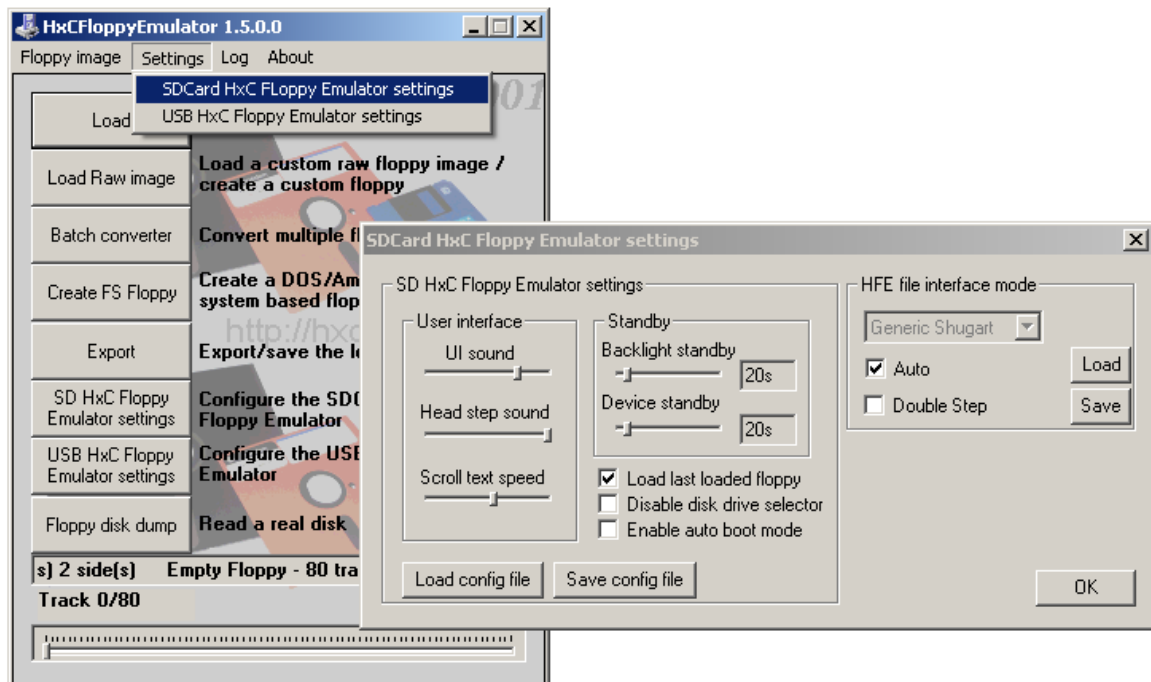 HxCFloppyEmulator 1.5.0.0
Floppy image Settings Log About
SDCard HxC FLoppy Emulator settings
USB HxC Floppy Emulator settings
001
Load
Load Raw image
Load a custom raw floppy image /
create a custom floppy
Batch converter
Convert multiple fl
Create FS Floppy
Create a DOS/Am
system based flop
http://hxc
Export
Export/save the l
SD HxC Floppy
Emulator settings
Configure the SD
Floppy Emulator
USB HxC Floppy
Emulator settings
Configure the USB
Emulator
Floppy disk dump
Read a real disk
s) 2 side(s) Empty Floppy - 80 tra
Track 0/80
SDCard HxC Floppy Emulator settings
SD HxC Floppy Emulator settings
User interface
UI sound
Head step sound
Scroll text speed
Standby
Backlight standby
20s
Device standby
20s
Load last loaded floppy
Disable disk drive selector
Enable auto boot mode
Load config file
Save config file
HFE file interface mode
Generic Shugart
Auto
Load
Double Step
Save
OK